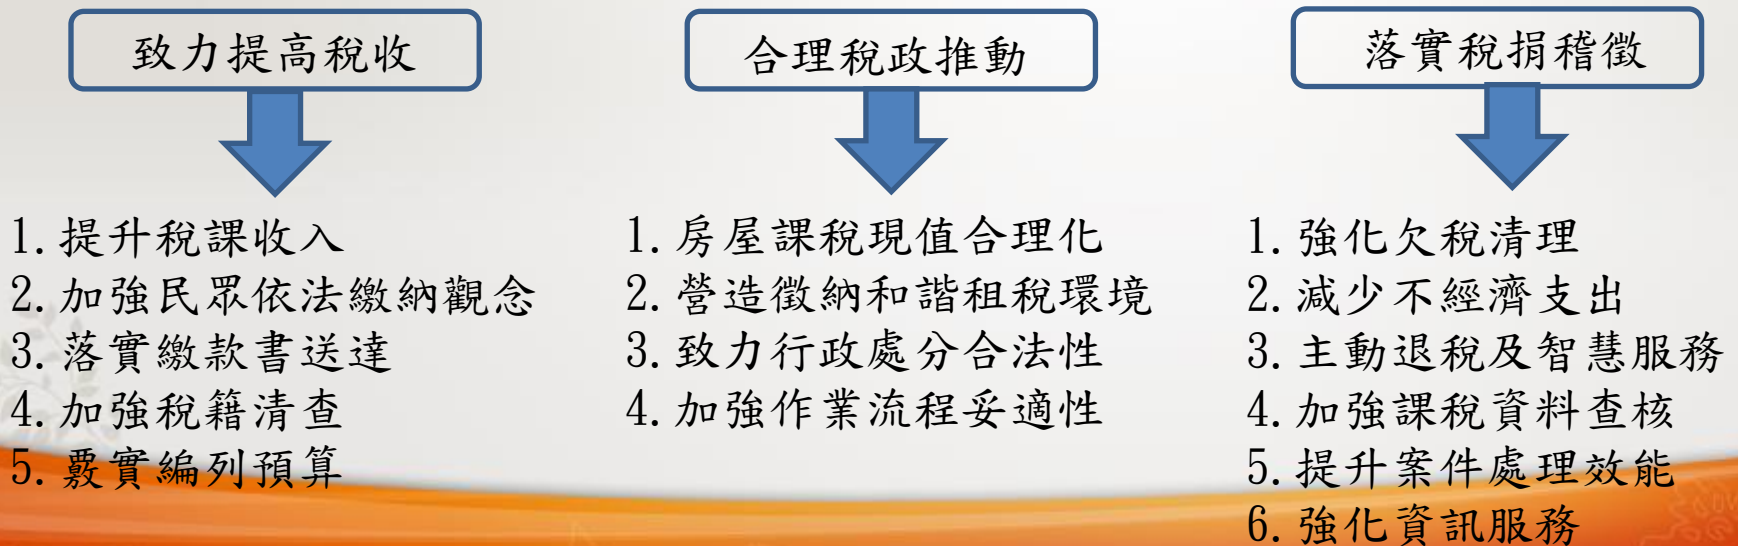 致力提高稅收
1.提升稅課收入
2.加強民眾依法繳納觀念
3.落實繳款書送達
4.加強稅籍清查
5.覈實編列預算
合理稅政推動
1.房屋課稅現值合理化
2.營造徵納和諧租稅環境
3.致力行政處分合法性
4.加強作業流程妥適性
落實稅捐稽徵
1.強化欠稅清理
2.減少不經濟支出
3.主動退稅及智慧服務
4.加強課稅資料查核
5.提升案件處理效能
6.強化資訊服務